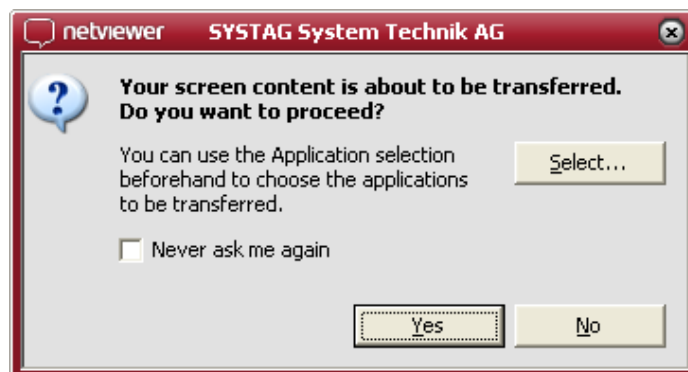 netviewer SYSTAG System Technik AG
Your screen content is about to be transferred.
Do you want to proceed?
You can use the Application selection
beforehand to choose the applications
to be transferred.
Select...
Never ask me again
Yes No